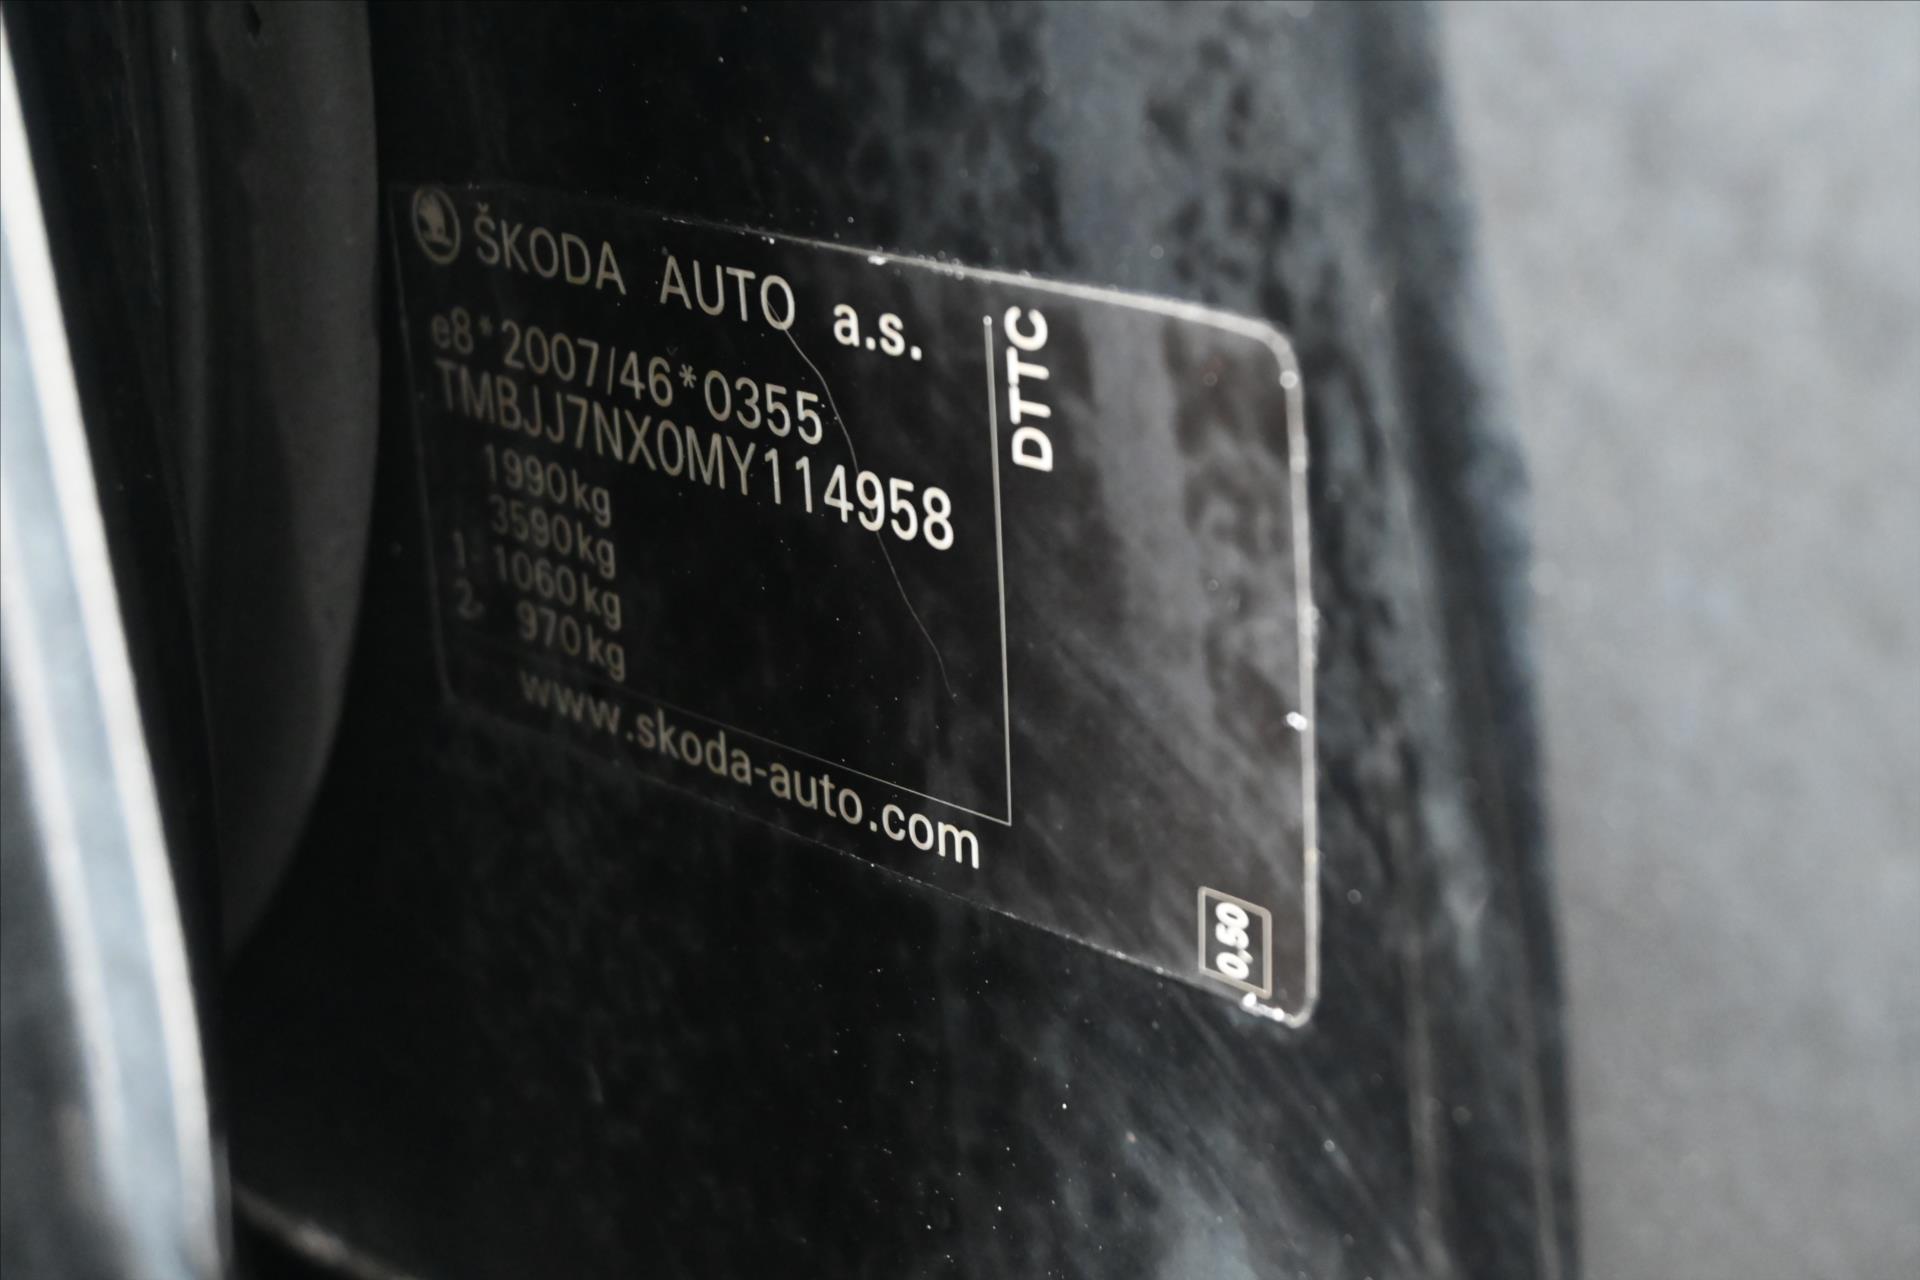 ŠKODA AUTO a.s.
e8*2007/46*0355
TMBJJ7NX0MY114958
1990kg
3590kg
1- 1060kg
2- 970kg
www.skoda-auto.com
DTTC
0,50